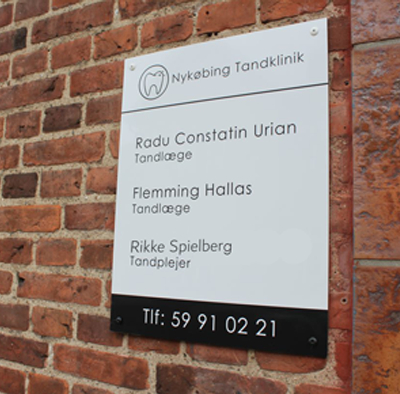 Nykøbing Tandklinik
Radu Constatin Urian
Tandlæge
Flemming Hallas
Tandlæge
Rikke Spielberg
Tandplejer
Tlf: 59 91 02 21